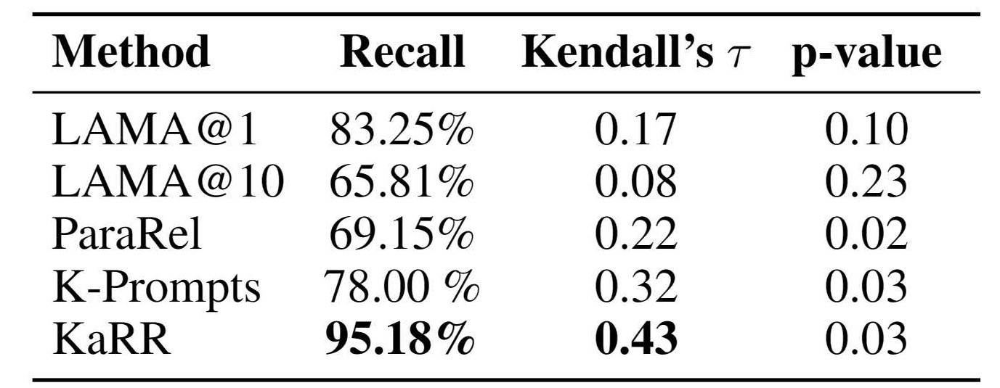 Method Recall Kendall's τ p-value
LAMA@1 83.25% 0.17 0.10
LAMA@10 65.81% 0.08 0.23
ParaRel 69.15% 0.22 0.02
K-Prompts 78.00 % 0.32 0.03
KaRR 95.18% 0.43 0.03